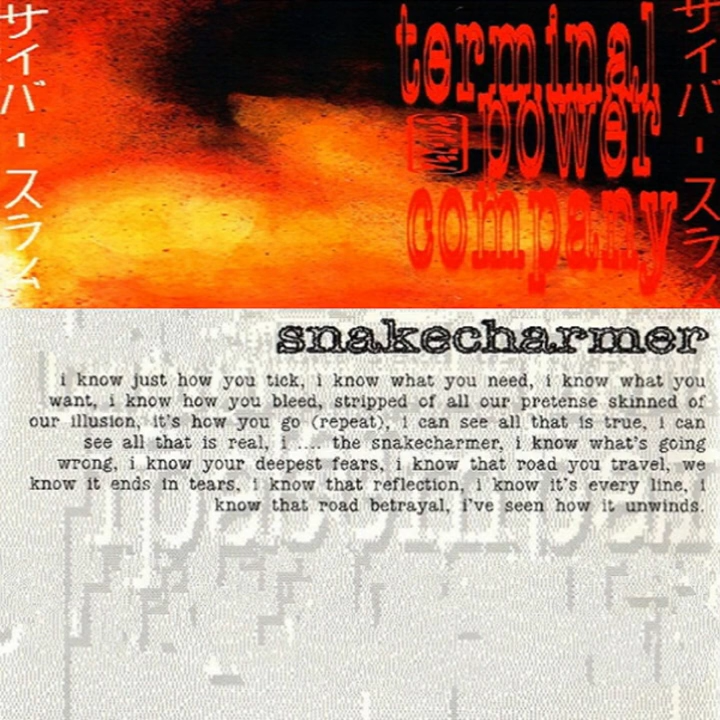 サイバー・スラム
terminal
power
company
サイバー・スラム
snakecharmer
i know just how you tick, i know what you need, i know what you
want, i know how you bleed, stripped of all our pretense skinned of
our illusion, it's how you go (repeat), i can see all that is true, i can
see all that is real, i .... the snakecharmer, i know what's going
wrong, i know your deepest fears, i know that road you travel, we
know it ends in tears, i know that reflection, i know it's every line, i
know that road betrayal, i've seen how it unwinds.